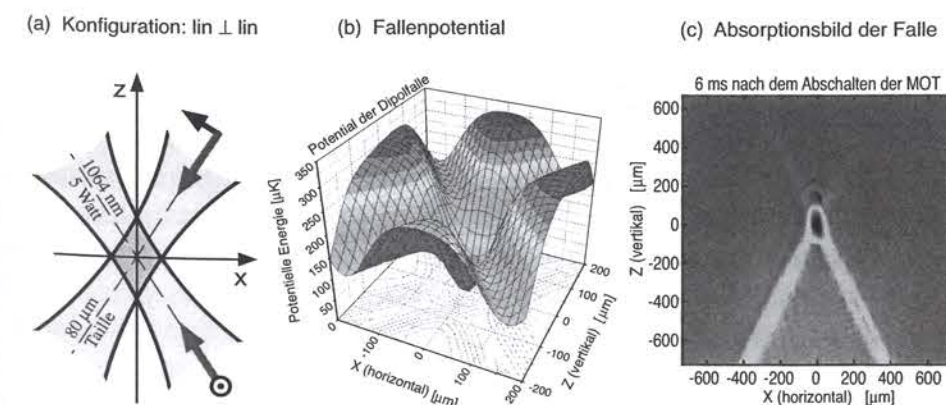 (a) Konfiguration: lin ⊥ lin
Z
1064 nm
5 Watt
X
80 µm
Taille
(b) Fallenpotential
Potential der Dipolfalle
Potentielle Energie [µK]
350
300
250
200
150
100
50
0
-100
0
100
200
X (horizontal) [µm]
200
100
0
-100
-200
Z (vertikal) [µm]
(c) Absorptionsbild der Falle
6 ms nach dem Abschalten der MOT
Z (vertikal) [µm]
600
400
200
0
-200
-400
-600
-600 -400 -200 0 200 400 600
X (horizontal) [µm]